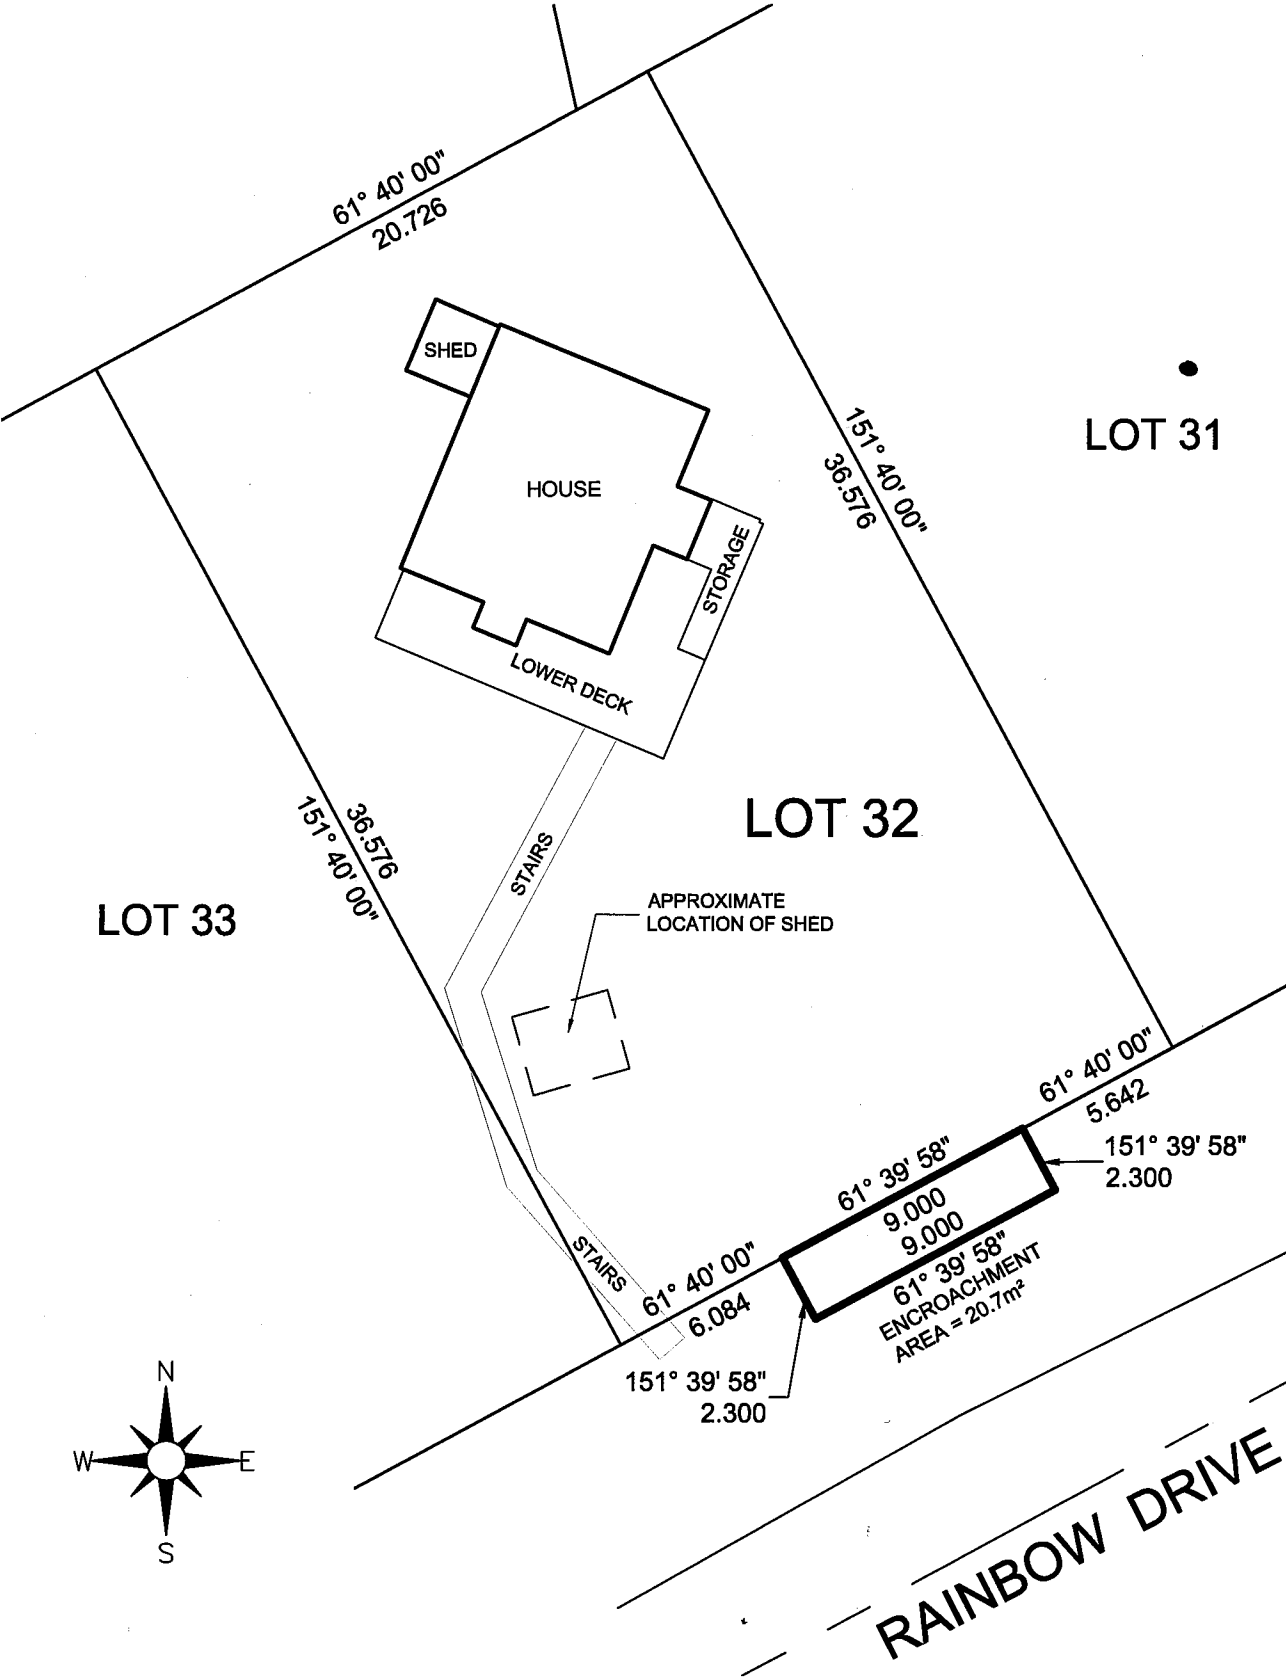 61° 40' 00"
20.726
SHED
HOUSE
STORAGE
LOWER DECK
151° 40' 00"
36.576
LOT 31
36.576
151° 40' 00"
LOT 33
LOT 32
STAIRS
APPROXIMATE
LOCATION OF SHED
61° 40' 00"
5.642
151° 39' 58"
2.300
61° 39' 58"
9.000
9.000
61° 39' 58"
ENCROACHMENT
AREA = 20.7m²
STAIRS
61° 40' 00"
6.084
151° 39' 58"
2.300
N
W E
S
RAINBOW DRIVE